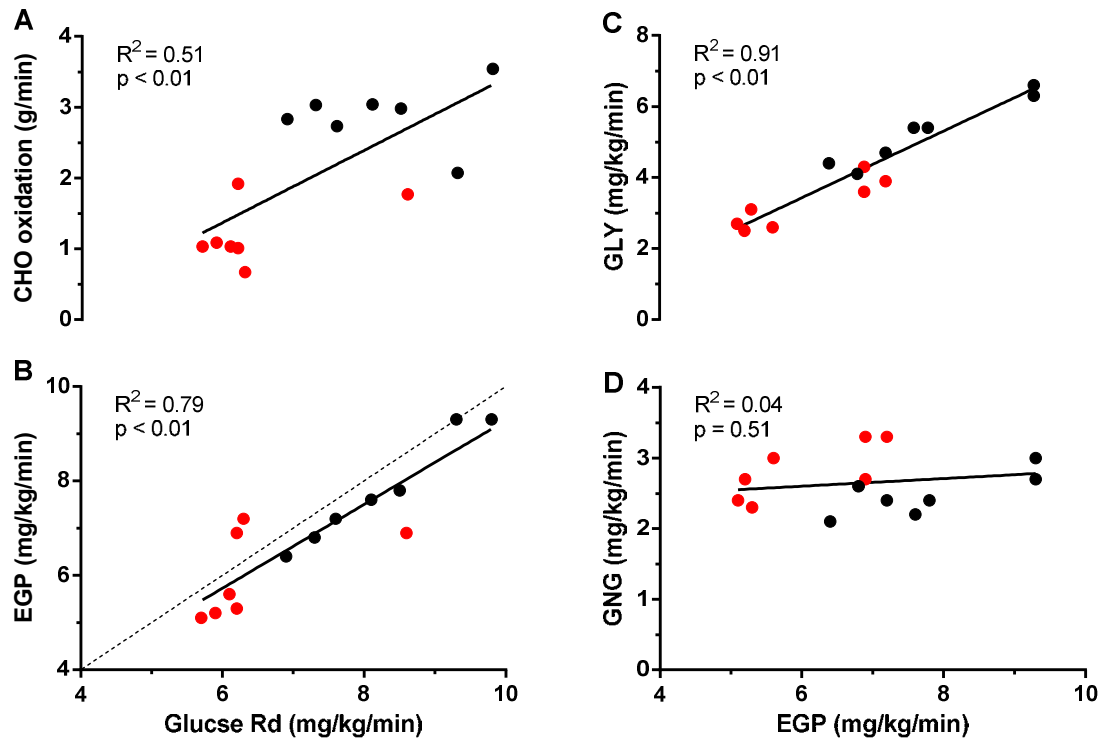 A
CHO oxidation (g/min)
4
3
2
1
0
R² = 0.51
p < 0.01
B
EGP (mg/kg/min)
10
8
6
4
R² = 0.79
p < 0.01
4 6 8 10
Glucse Rd (mg/kg/min)
C
GLY (mg/kg/min)
8
6
4
2
0
R² = 0.91
p < 0.01
D
GNG (mg/kg/min)
4
3
2
1
0
R² = 0.04
p = 0.51
4 6 8 10
EGP (mg/kg/min)